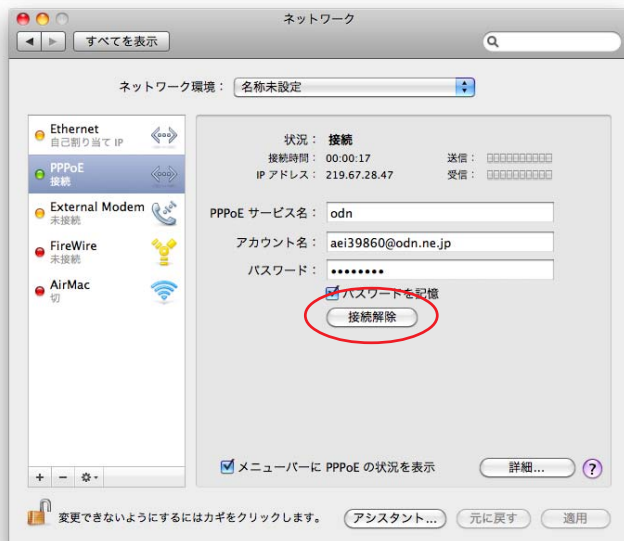 ネットワーク
すべてを表示
ネットワーク環境： 名称未設定
Ethernet
自己割り当て IP
PPPoE
接続
External Modem
未接続
FireWire
未接続
AirMac
切
状況： 接続
接続時間： 00:00:17 送信：
IP アドレス： 219.67.28.47 受信：
PPPoE サービス名： odn
アカウント名： aei39860@odn.ne.jp
パスワード： ••••••••
パスワードを記憶
接続解除
メニューバーに PPPoE の状況を表示
詳細... ?
変更できないようにするにはカギをクリックします。
アシスタント... 元に戻す 適用